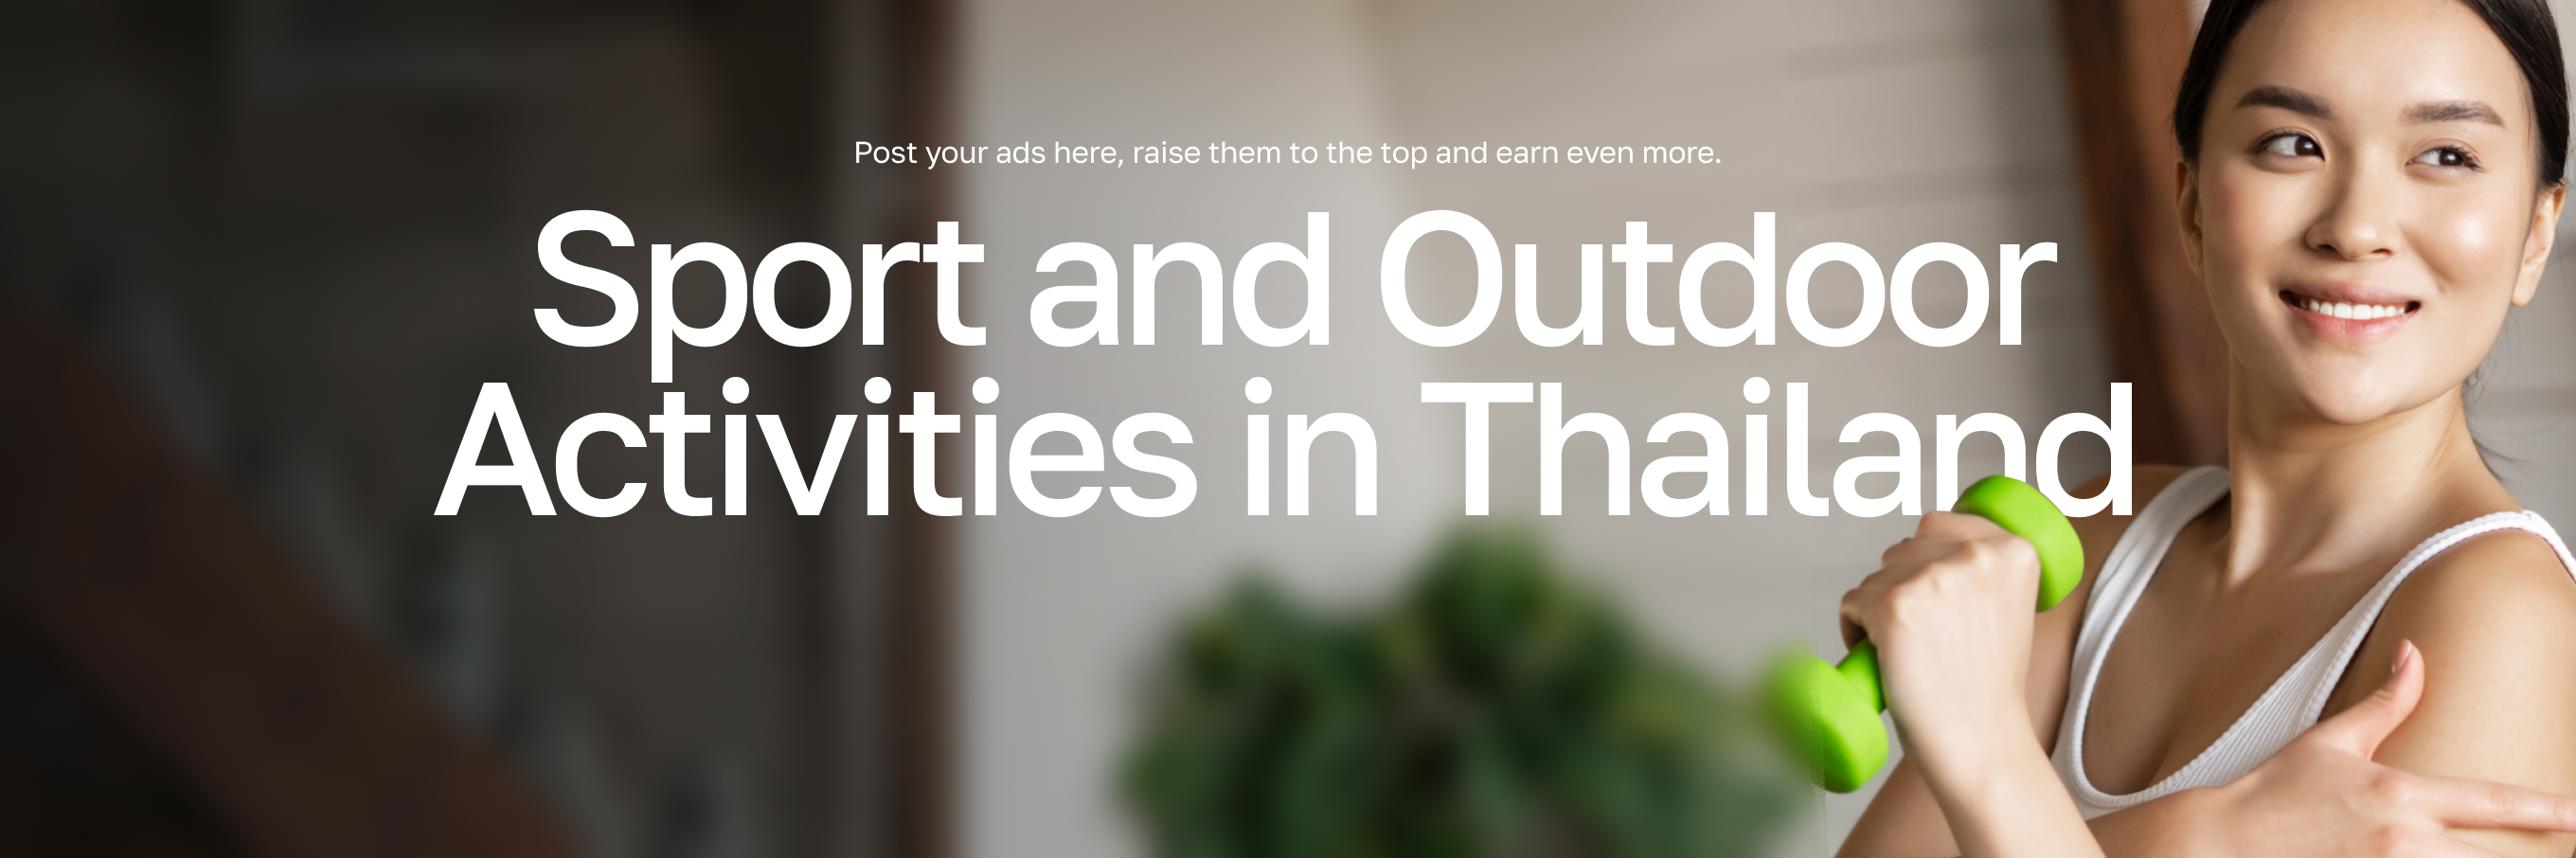 Post your ads here, raise them to the top and earn even more.
Sport and Outdoor
Activities in Thailand